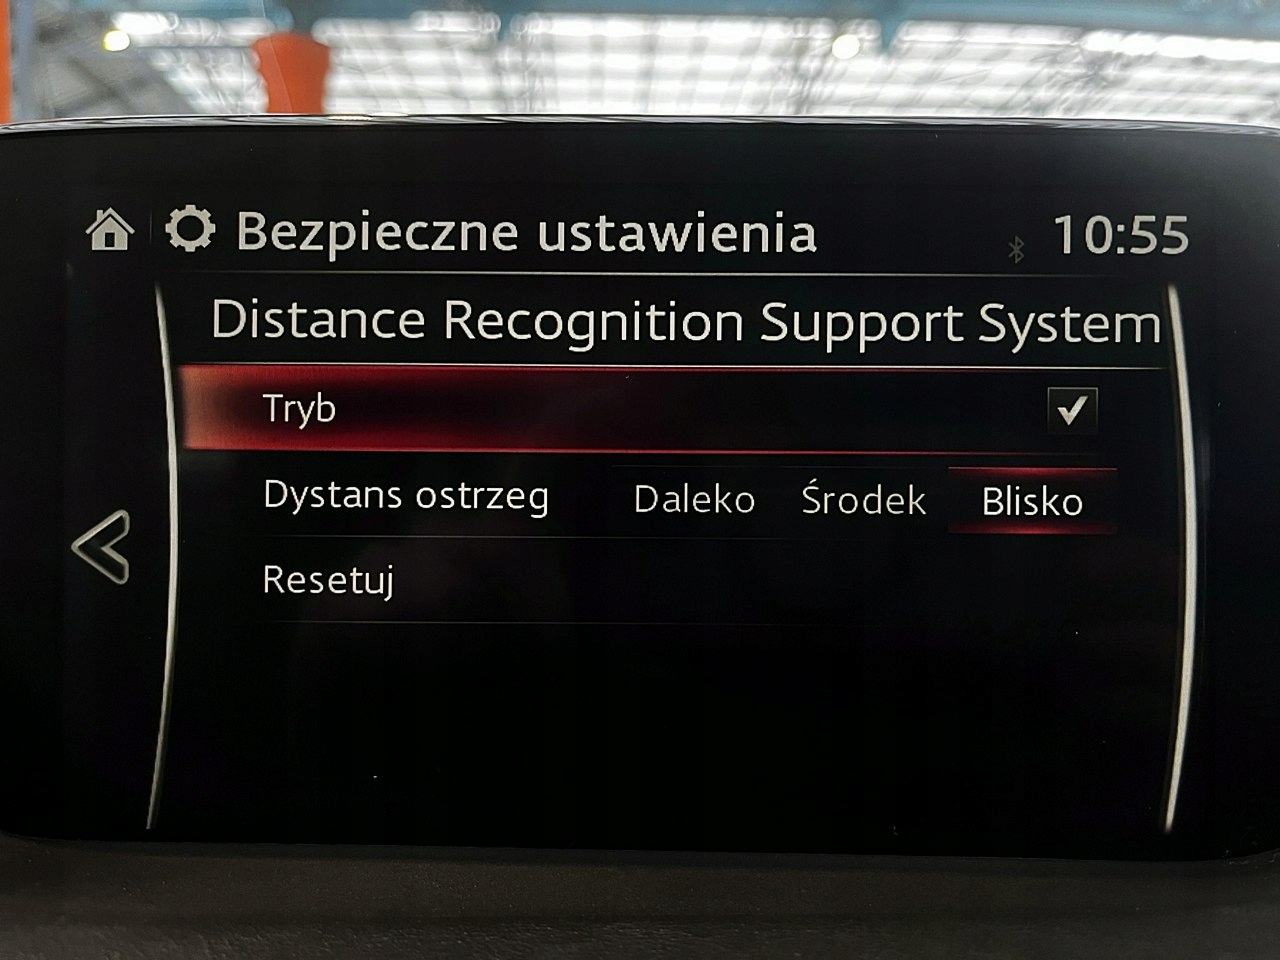 Bezpieczne ustawienia 10:55
Distance Recognition Support System
Tryb
Dystans ostrzeg Daleko Środek Blisko
Resetuj